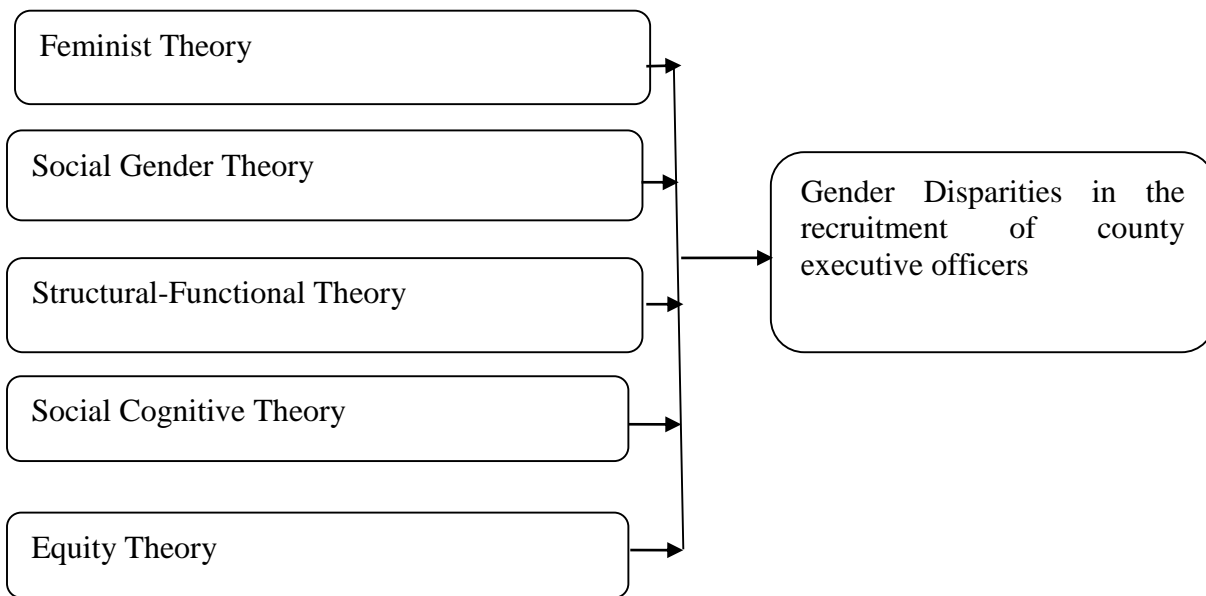 Feminist Theory
Social Gender Theory
Structural-Functional Theory
Social Cognitive Theory
Equity Theory
Gender Disparities in the
recruitment of county
executive officers